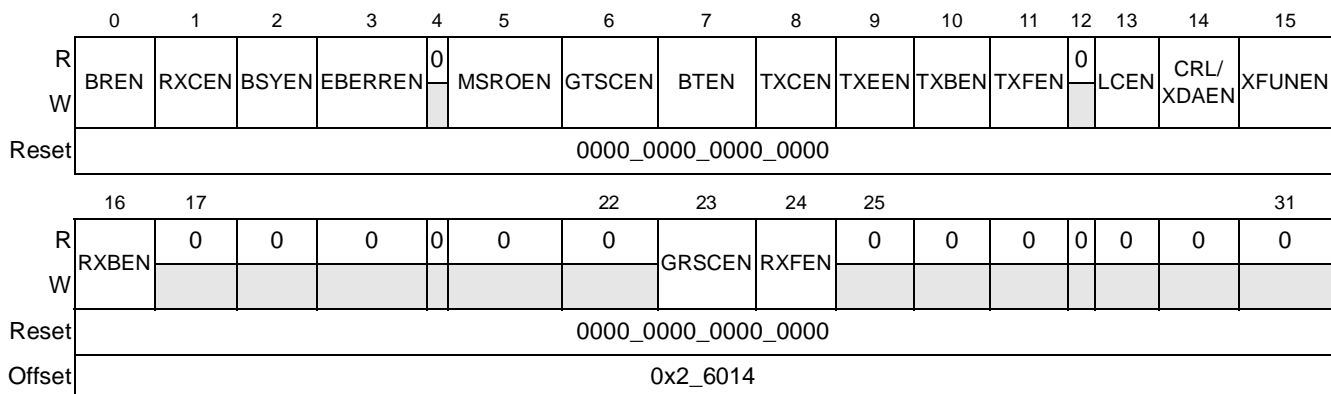 0 1 2 3 4 5 6 7 8 9 10 11 12 13 14 15
R BREN RXCEN BSYEN EBERREN 0 MSROEN GTSCEN BTEN TXCEN TXEEN TXBEN TXFEN 0 LCEN CRL/ XDAEN XFUNEN
W
Reset 0000_0000_0000_0000
16 17 22 23 24 25 31
R RXBEN 0 0 0 0 0 0 GRSCEN RXFEN 0 0 0 0 0 0 0
W
Reset 0000_0000_0000_0000
Offset 0x2_6014